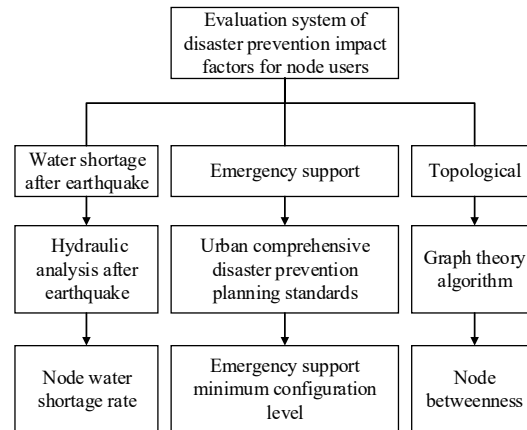 Evaluation system of
disaster prevention impact
factors for node users
Water shortage
after earthquake
Emergency support
Topological
Hydraulic
analysis after
earthquake
Urban comprehensive
disaster prevention
planning standards
Graph theory
algorithm
Node water
shortage rate
Emergency support
minimum configuration
level
Node
betweenness